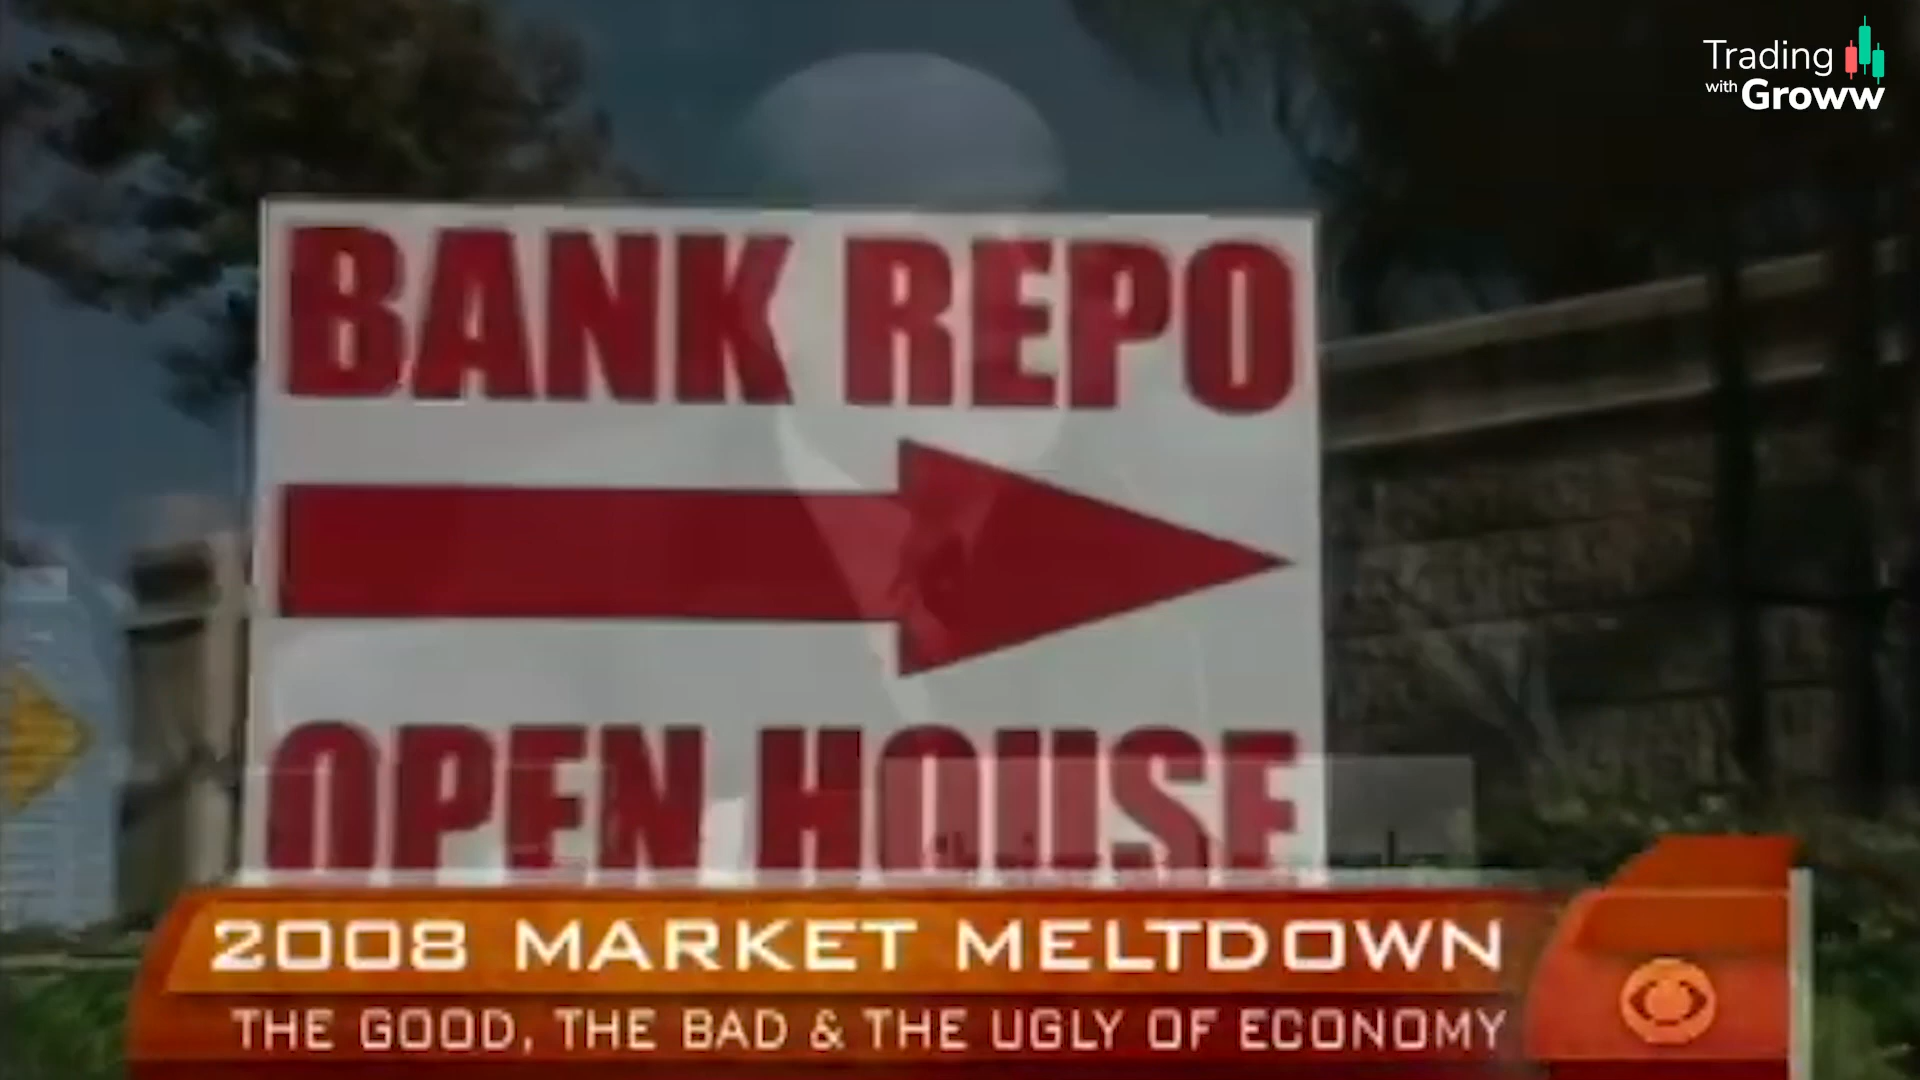 Trading
with Groww
BANK REPO
OPEN HOUSE
2008 MARKET MELTDOWN
THE GOOD, THE BAD & THE UGLY OF ECONOMY